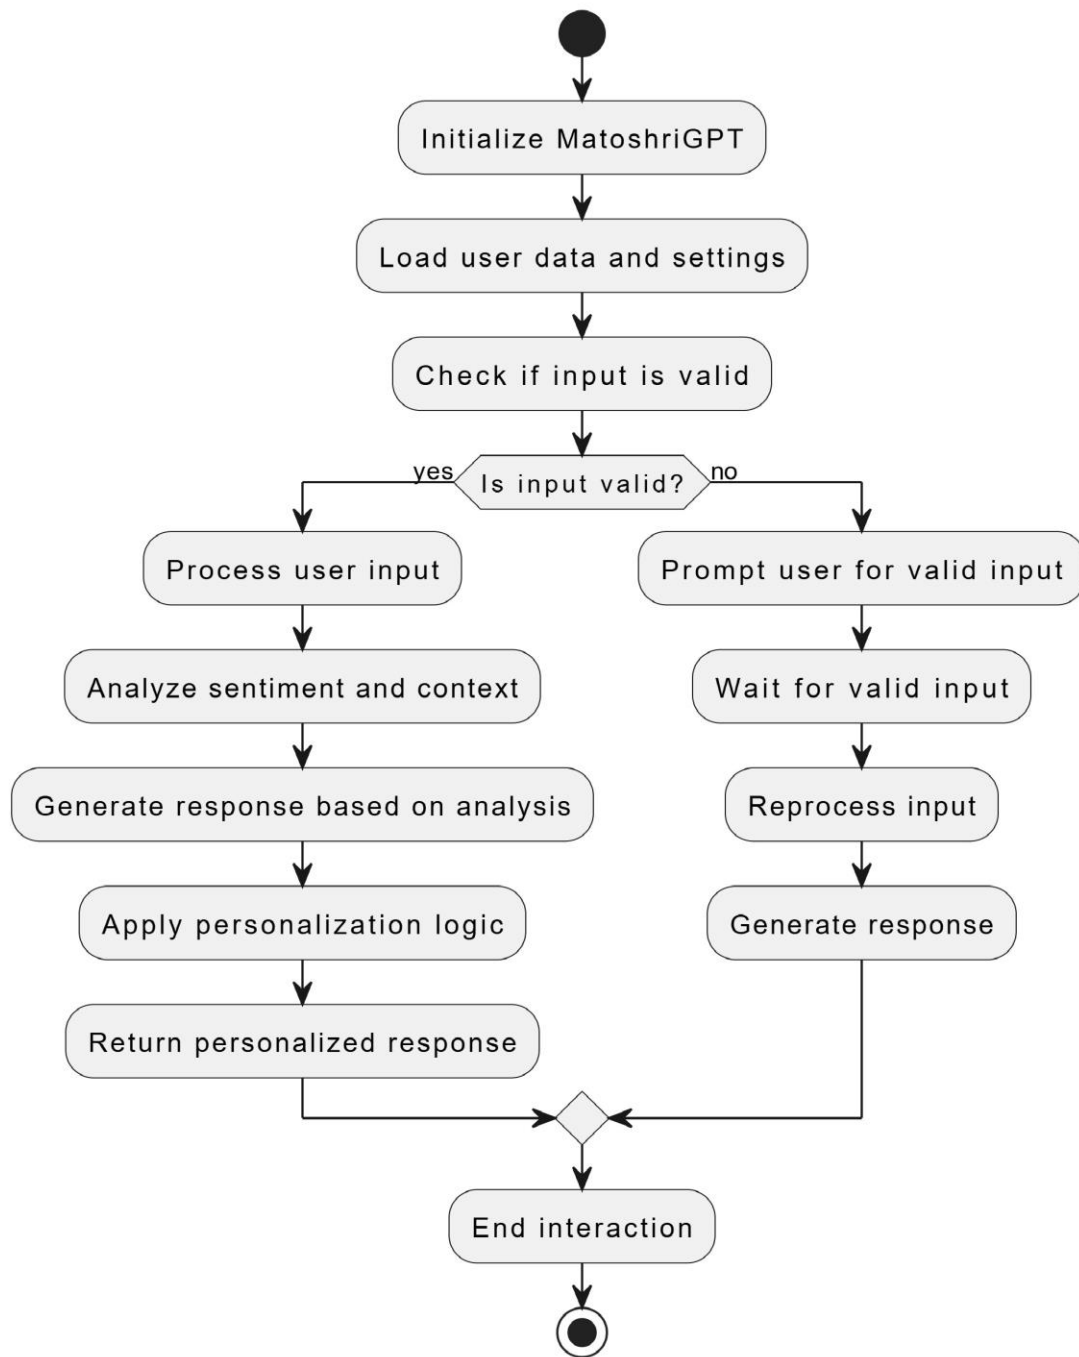 Initialize MatoshriGPT
Load user data and settings
Check if input is valid
yes
Is input valid?
no
Process user input
Prompt user for valid input
Analyze sentiment and context
Wait for valid input
Generate response based on analysis
Reprocess input
Apply personalization logic
Generate response
Return personalized response
End interaction